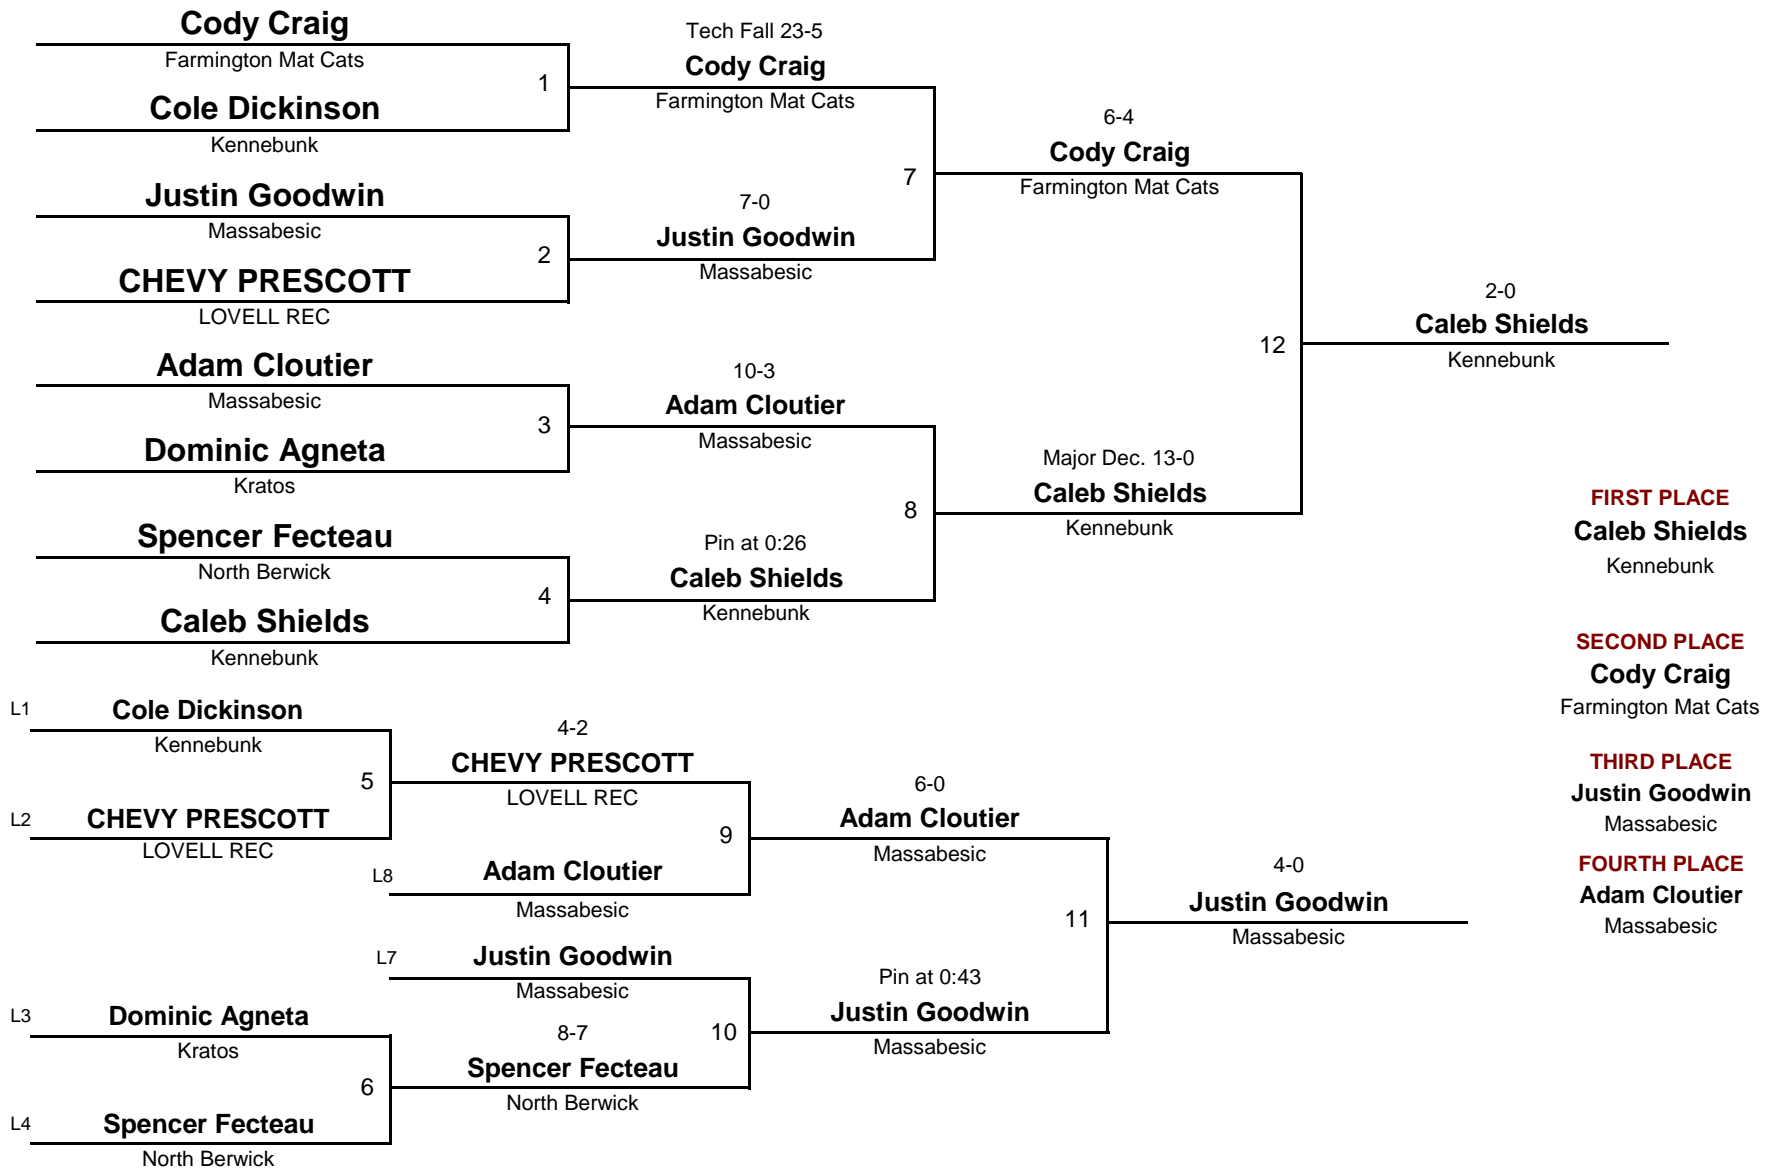 Cody Craig
Farmington Mat Cats
1
Cole Dickinson
Kennebunk
Justin Goodwin
Massabesic
2
CHEVY PRESCOTT
LOVELL REC
Adam Cloutier
Massabesic
3
Dominic Agneta
Kratos
Spencer Fecteau
North Berwick
4
Caleb Shields
Kennebunk
Tech Fall 23-5
Cody Craig
Farmington Mat Cats
7
7-0
Justin Goodwin
Massabesic
10-3
Adam Cloutier
Massabesic
8
Pin at 0:26
Caleb Shields
Kennebunk
6-4
Cody Craig
Farmington Mat Cats
12
Major Dec. 13-0
Caleb Shields
Kennebunk
2-0
Caleb Shields
Kennebunk
FIRST PLACE
Caleb Shields
Kennebunk
SECOND PLACE
Cody Craig
Farmington Mat Cats
THIRD PLACE
Justin Goodwin
Massabesic
FOURTH PLACE
Adam Cloutier
Massabesic
L1
Cole Dickinson
Kennebunk
5
L2
CHEVY PRESCOTT
LOVELL REC
4-2
CHEVY PRESCOTT
LOVELL REC
9
L8
Adam Cloutier
Massabesic
L7
Justin Goodwin
Massabesic
10
8-7
Spencer Fecteau
North Berwick
L3
Dominic Agneta
Kratos
6
L4
Spencer Fecteau
North Berwick
6-0
Adam Cloutier
Massabesic
11
Pin at 0:43
Justin Goodwin
Massabesic
4-0
Justin Goodwin
Massabesic